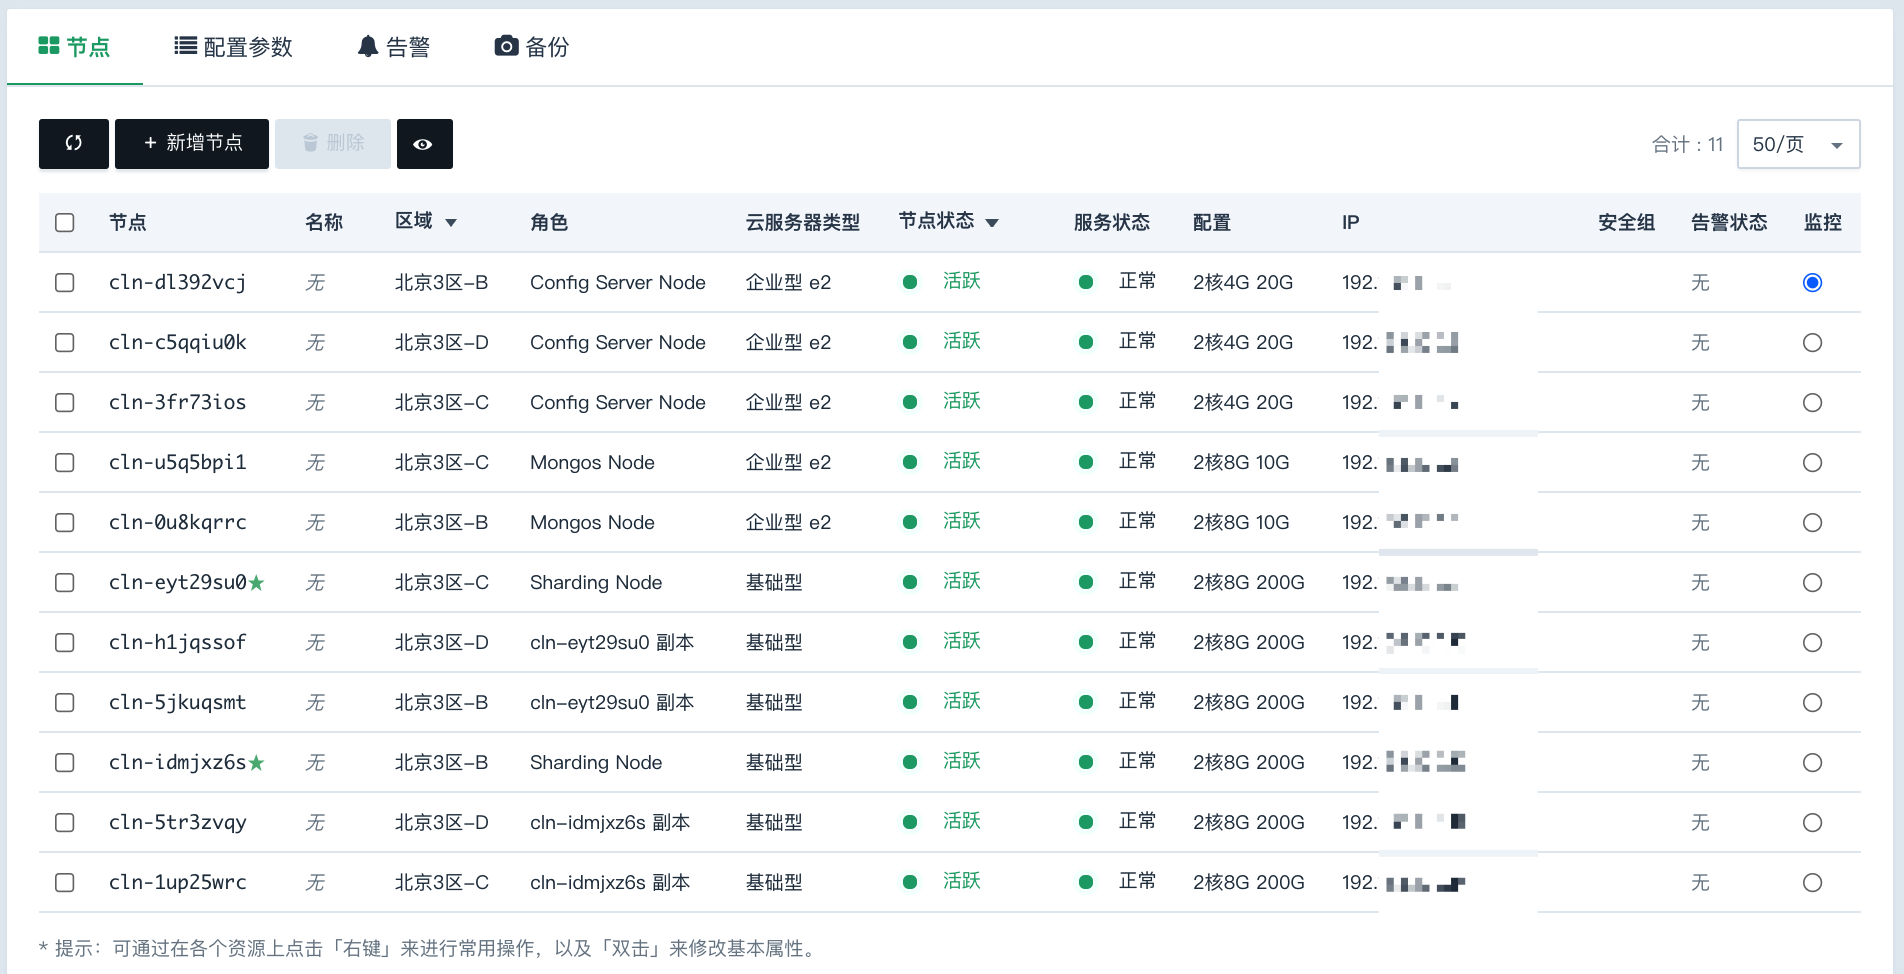 节点 配置参数 告警 备份
+ 新增节点 删除 合计：11 50/页
节点 名称 区域 角色 云服务器类型 节点状态 服务状态 配置 IP 安全组 告警状态 监控
cln-dl392vcj 无 北京3区-B Config Server Node 企业型 e2 活跃 正常 2核4G 20G 192. 无
cln-c5qqiu0k 无 北京3区-D Config Server Node 企业型 e2 活跃 正常 2核4G 20G 192. 无
cln-3fr73ios 无 北京3区-C Config Server Node 企业型 e2 活跃 正常 2核4G 20G 192. 无
cln-u5q5bpi1 无 北京3区-C Mongos Node 企业型 e2 活跃 正常 2核8G 10G 192. 无
cln-0u8kqrrc 无 北京3区-B Mongos Node 企业型 e2 活跃 正常 2核8G 10G 192. 无
cln-eyt29su0★ 无 北京3区-C Sharding Node 基础型 活跃 正常 2核8G 200G 192. 无
cln-h1jqssof 无 北京3区-D cln-eyt29su0 副本 基础型 活跃 正常 2核8G 200G 192. 无
cln-5jkuqsmt 无 北京3区-B cln-eyt29su0 副本 基础型 活跃 正常 2核8G 200G 192. 无
cln-idmjxz6s★ 无 北京3区-B Sharding Node 基础型 活跃 正常 2核8G 200G 192. 无
cln-5tr3zvqy 无 北京3区-D cln-idmjxz6s 副本 基础型 活跃 正常 2核8G 200G 192. 无
cln-1up25wrc 无 北京3区-C cln-idmjxz6s 副本 基础型 活跃 正常 2核8G 200G 192. 无
* 提示：可通过在各个资源上点击「右键」来进行常用操作，以及「双击」来修改基本属性。